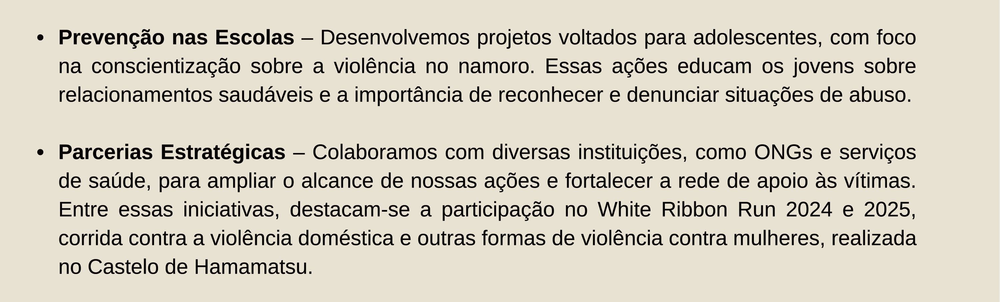 • Prevenção nas Escolas – Desenvolvemos projetos voltados para adolescentes, com foco
na conscientização sobre a violência no namoro. Essas ações educam os jovens sobre
relacionamentos saudáveis e a importância de reconhecer e denunciar situações de abuso.
• Parcerias Estratégicas – Colaboramos com diversas instituições, como ONGs e serviços
de saúde, para ampliar o alcance de nossas ações e fortalecer a rede de apoio às vítimas.
Entre essas iniciativas, destacam-se a participação no White Ribbon Run 2024 e 2025,
corrida contra a violência doméstica e outras formas de violência contra mulheres, realizada
no Castelo de Hamamatsu.